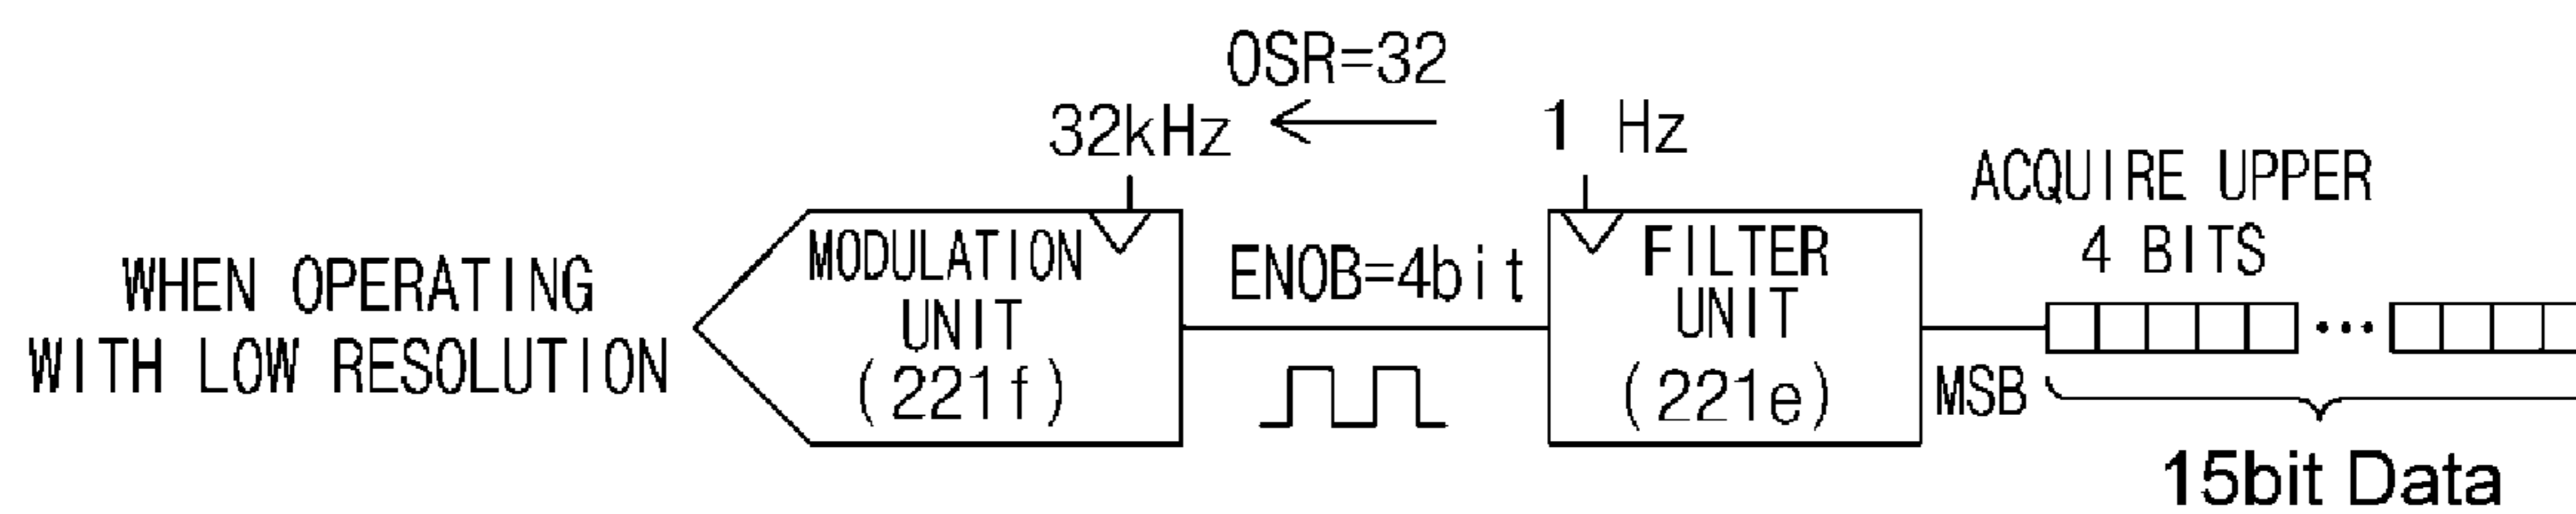 OSR=32
32kHz
1 Hz
ACQUIRE UPPER
4 BITS
WHEN OPERATING
WITH LOW RESOLUTION
MODULATION
UNIT
(221f)
ENOB=4bit
FILTER
UNIT
(221e)
MSB
15bit Data